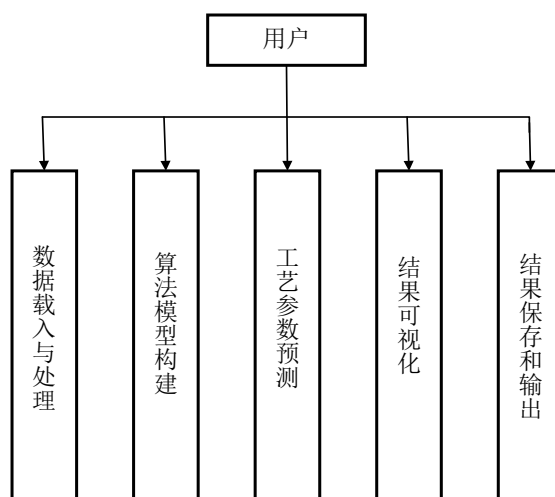 用户
数据载入与处理
算法模型构建
工艺参数预测
结果可视化
结果保存和输出